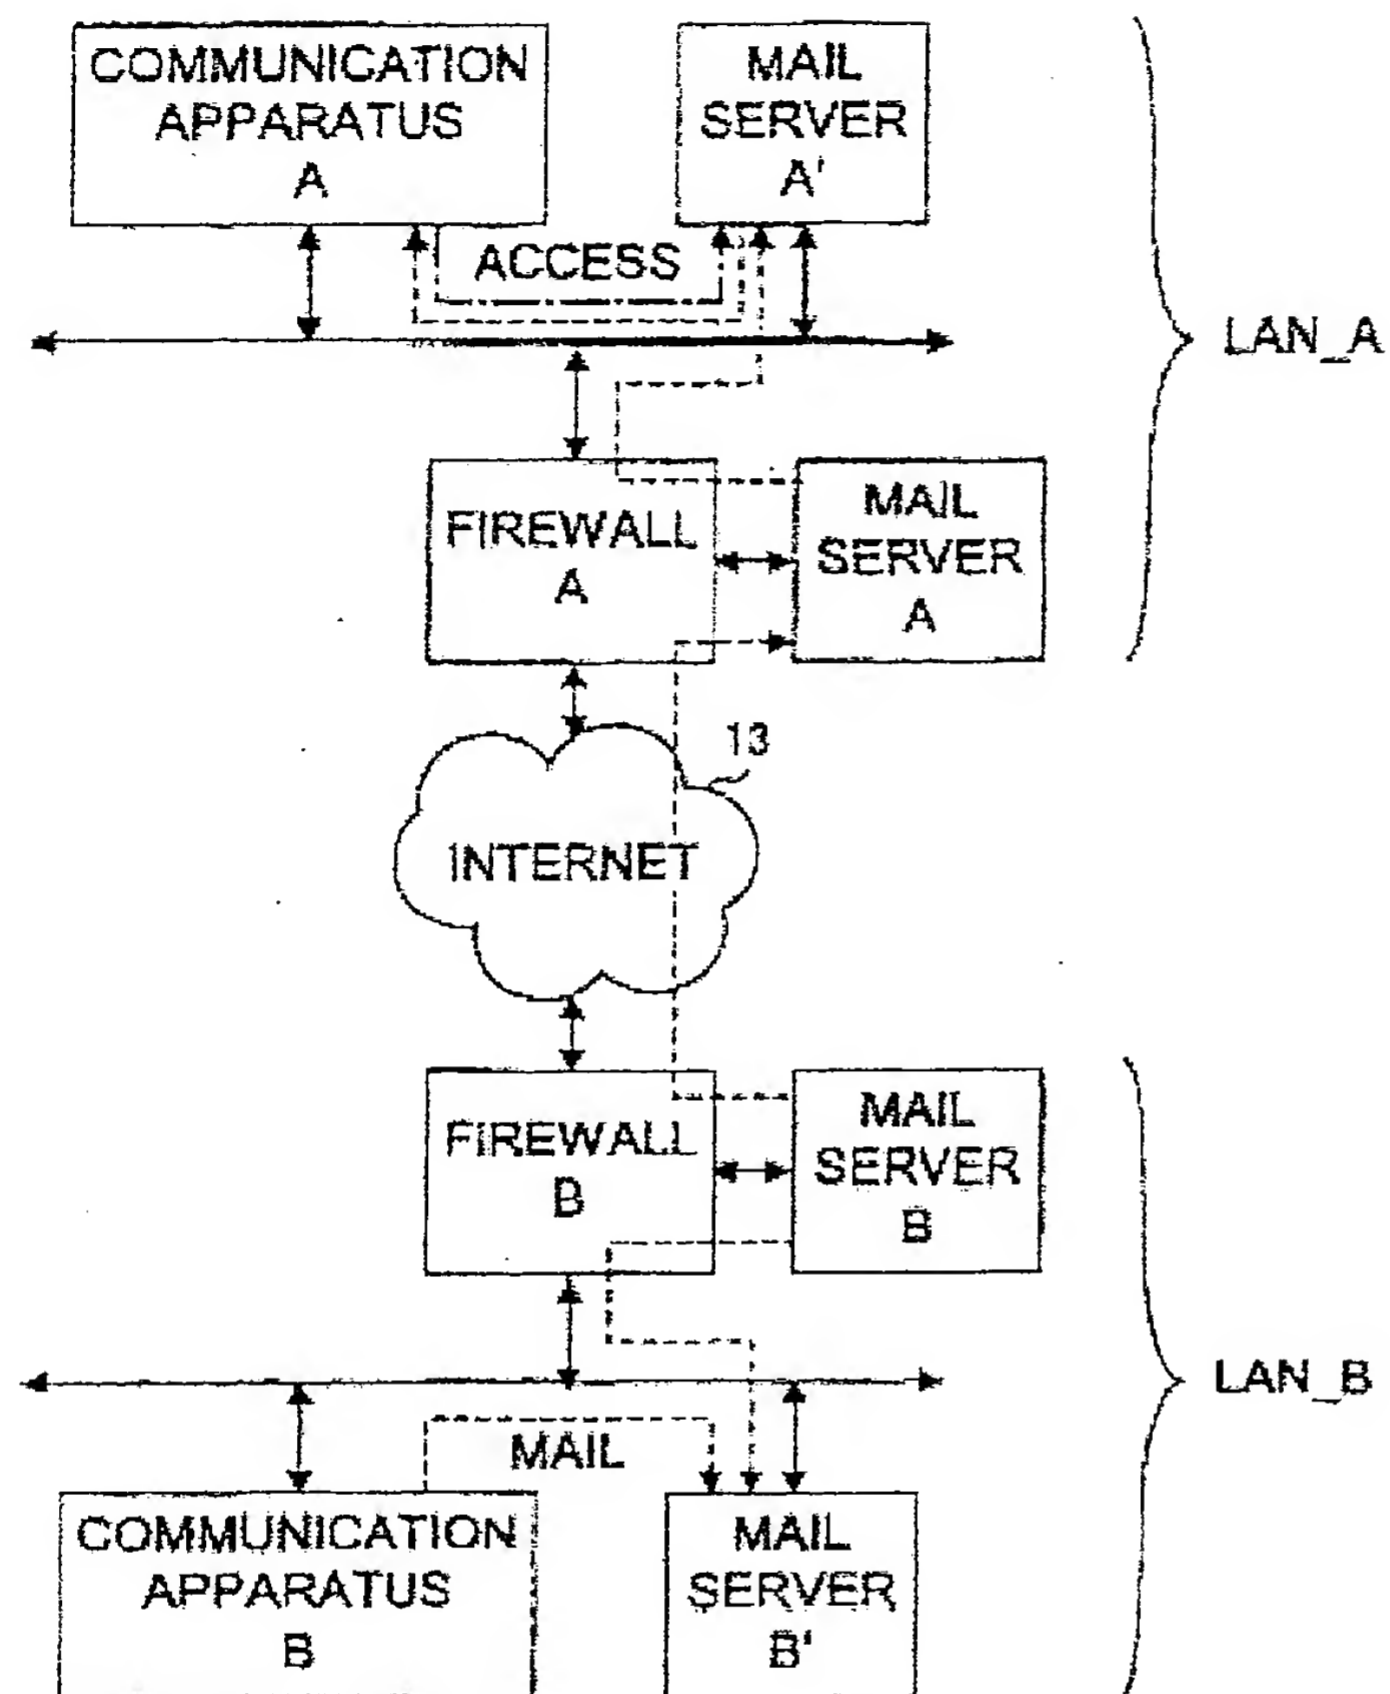 COMMUNICATION
APPARATUS
A
MAIL
SERVER
A'
ACCESS
LAN_A
FIREWALL
A
MAIL
SERVER
A
13
INTERNET
FIREWALL
B
MAIL
SERVER
B
LAN_B
MAIL
COMMUNICATION
APPARATUS
B
MAIL
SERVER
B'